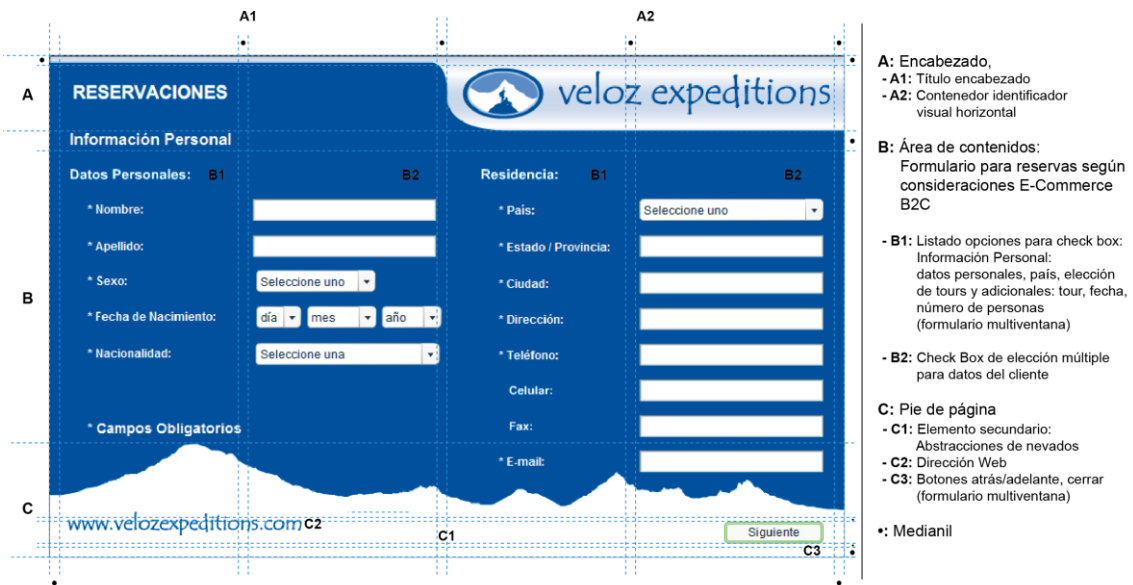 A1
A2
A
RESERVACIONES
veloz expeditions
Información Personal
Datos Personales: B1 B2
Residencia: B1 B2
* Nombre:
* País: Seleccione uno
* Apellido:
* Estado / Provincia:
* Sexo: Seleccione uno
* Ciudad:
B
* Fecha de Nacimiento: día mes año
* Dirección:
* Nacionalidad: Seleccione una
* Teléfono:
Celular:
* Campos Obligatorios
Fax:
* E-mail:
C
www.velozexpeditions.com C2
C1
Siguiente
C3
A: Encabezado,
- A1: Título encabezado
- A2: Contenedor identificador
visual horizontal
B: Área de contenidos:
Formulario para reservas según
consideraciones E-Commerce
B2C
- B1: Listado opciones para check box:
Información Personal:
datos personales, país, elección
de tours y adicionales: tour, fecha,
número de personas
(formulario multiventana)
- B2: Check Box de elección múltiple
para datos del cliente
C: Pie de página
- C1: Elemento secundario:
Abstracciones de nevados
- C2: Dirección Web
- C3: Botones atrás/adelante, cerrar
(formulario multiventana)
•: Medianil